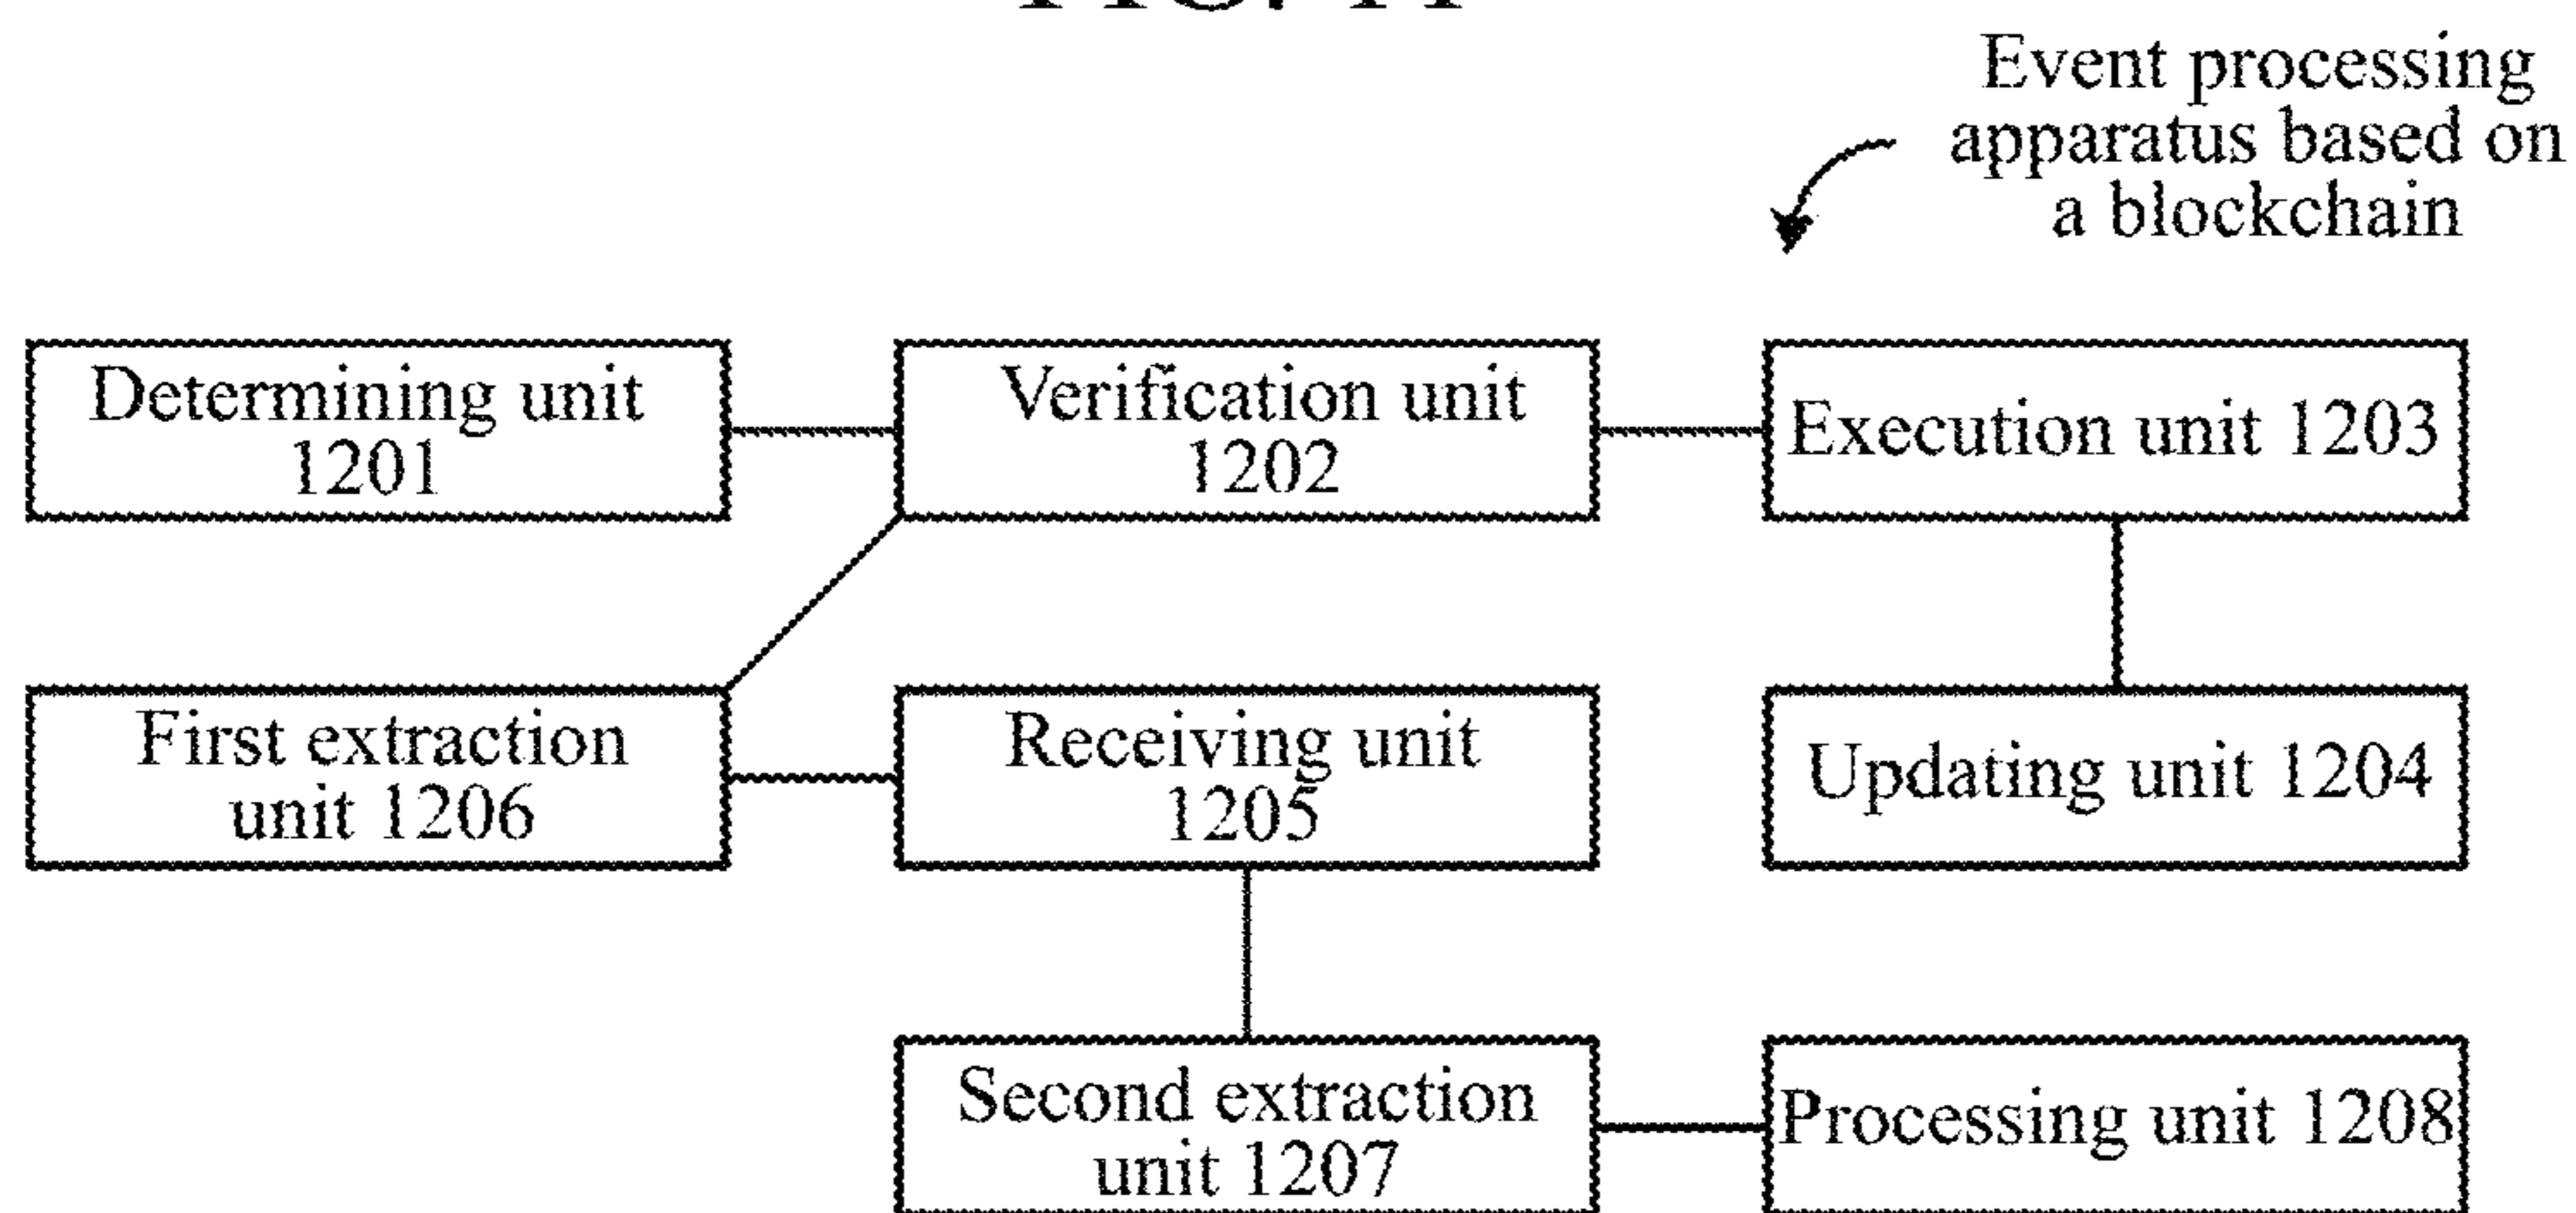 Event processing
apparatus based on
a blockchain
Determining unit
1201
Verification unit
1202
Execution unit 1203
First extraction
unit 1206
Receiving unit
1205
Updating unit 1204
Second extraction
unit 1207
Processing unit 1208